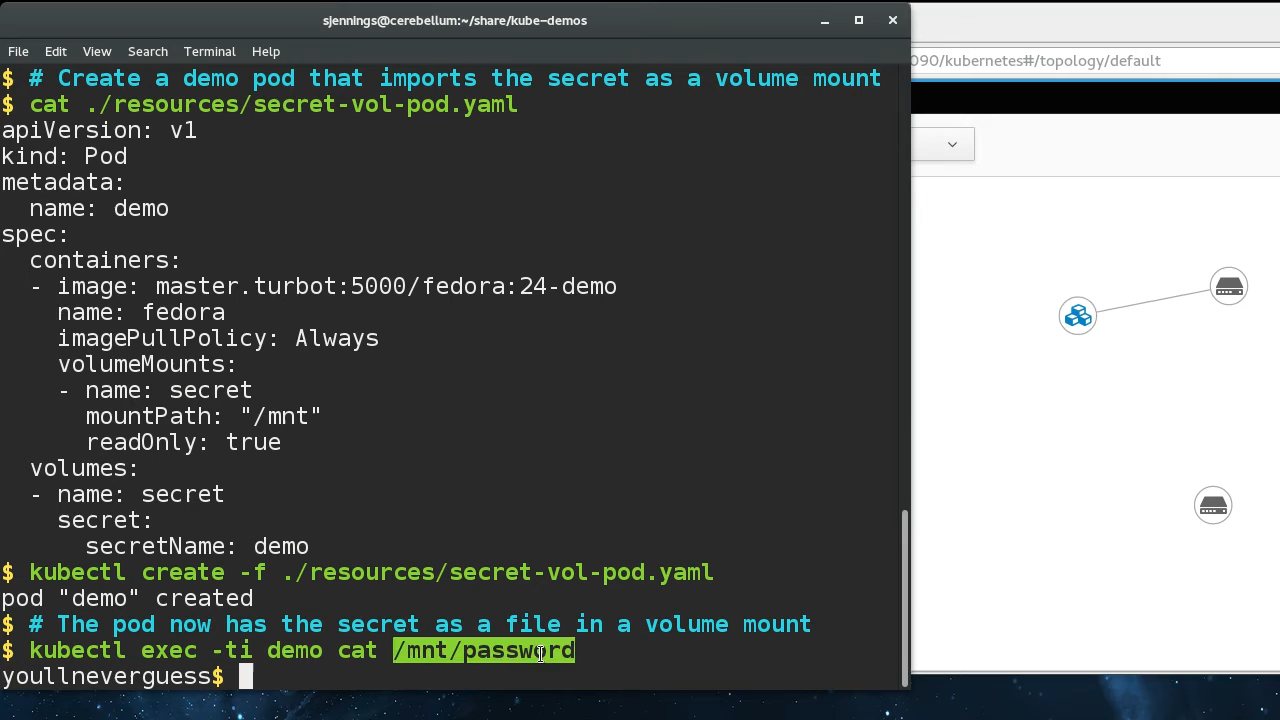 sjennings@cerebellum:~/share/kube-demos
File Edit View Search Terminal Help
090/kubernetes#/topology/default
$ # Create a demo pod that imports the secret as a volume mount
$ cat ./resources/secret-vol-pod.yaml
apiVersion: v1
kind: Pod
metadata:
  name: demo
spec:
  containers:
  - image: master.turbot:5000/fedora:24-demo
    name: fedora
    imagePullPolicy: Always
    volumeMounts:
    - name: secret
      mountPath: "/mnt"
      readOnly: true
  volumes:
  - name: secret
    secret:
      secretName: demo
$ kubectl create -f ./resources/secret-vol-pod.yaml
pod "demo" created
$ # The pod now has the secret as a file in a volume mount
$ kubectl exec -ti demo cat /mnt/password
youllneverguess$